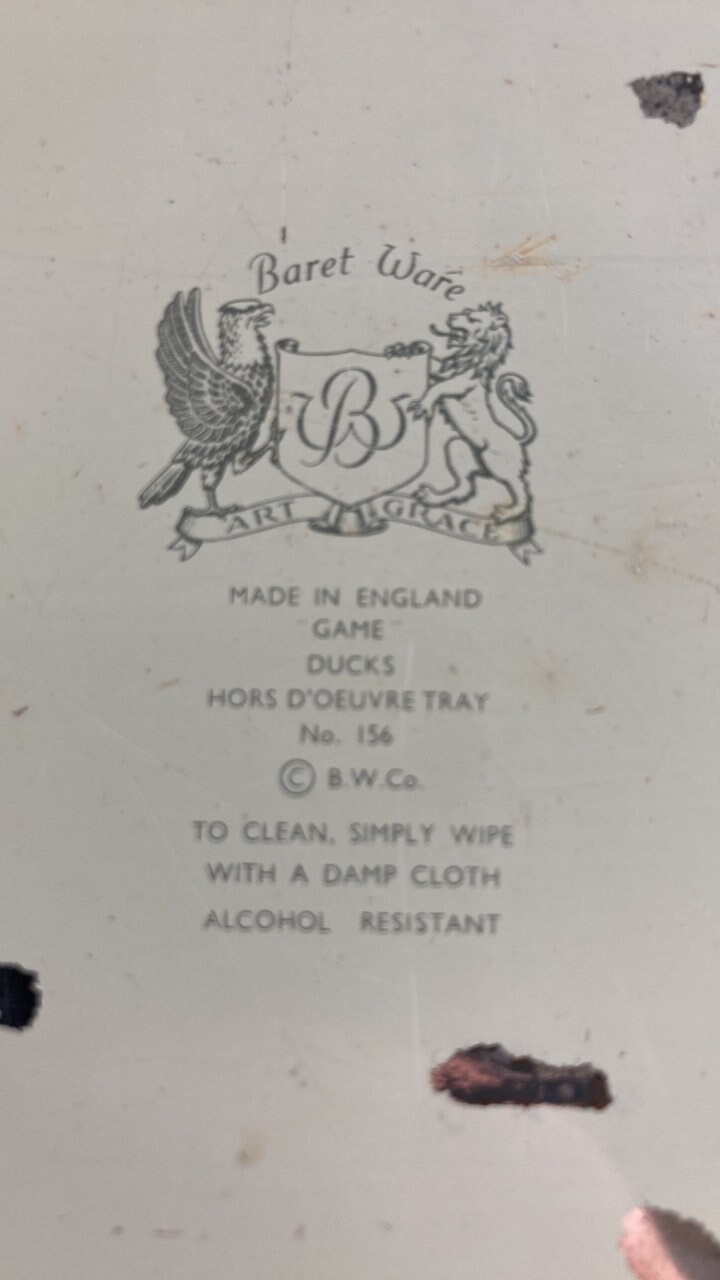 Baret Ware
B
ART GRACE
MADE IN ENGLAND
"GAME"
DUCKS
HORS D'OEUVRE TRAY
No. 156
© B.W.Co.
TO CLEAN, SIMPLY WIPE
WITH A DAMP CLOTH
ALCOHOL RESISTANT